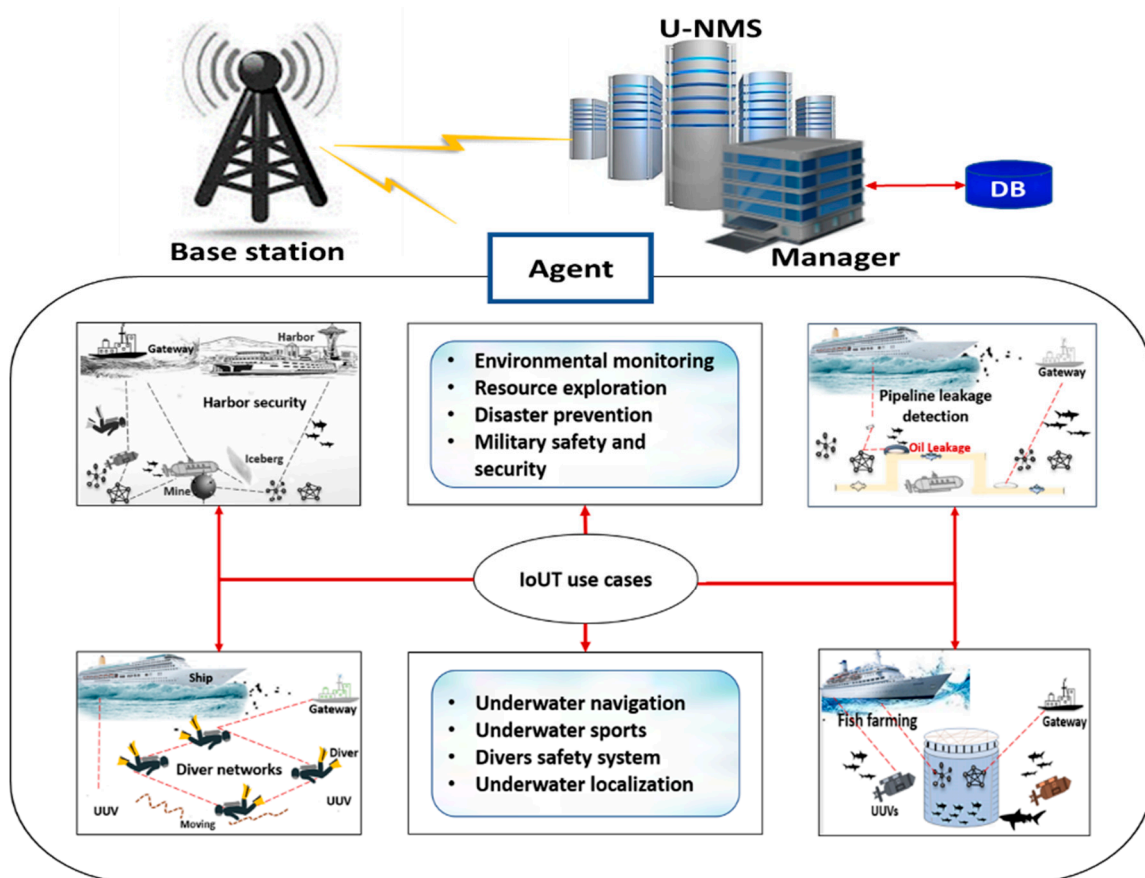 U-NMS
DB
Base station
Manager
Agent
Gateway
Harbor
Harbor security
Iceberg
Mine
• Environmental monitoring
• Resource exploration
• Disaster prevention
• Military safety and
security
Gateway
Pipeline leakage
detection
Oil Leakage
IoUT use cases
Ship
Gateway
Diver
Diver networks
UUV
UUV
Moving
• Underwater navigation
• Underwater sports
• Divers safety system
• Underwater localization
Fish farming
Gateway
UUVs